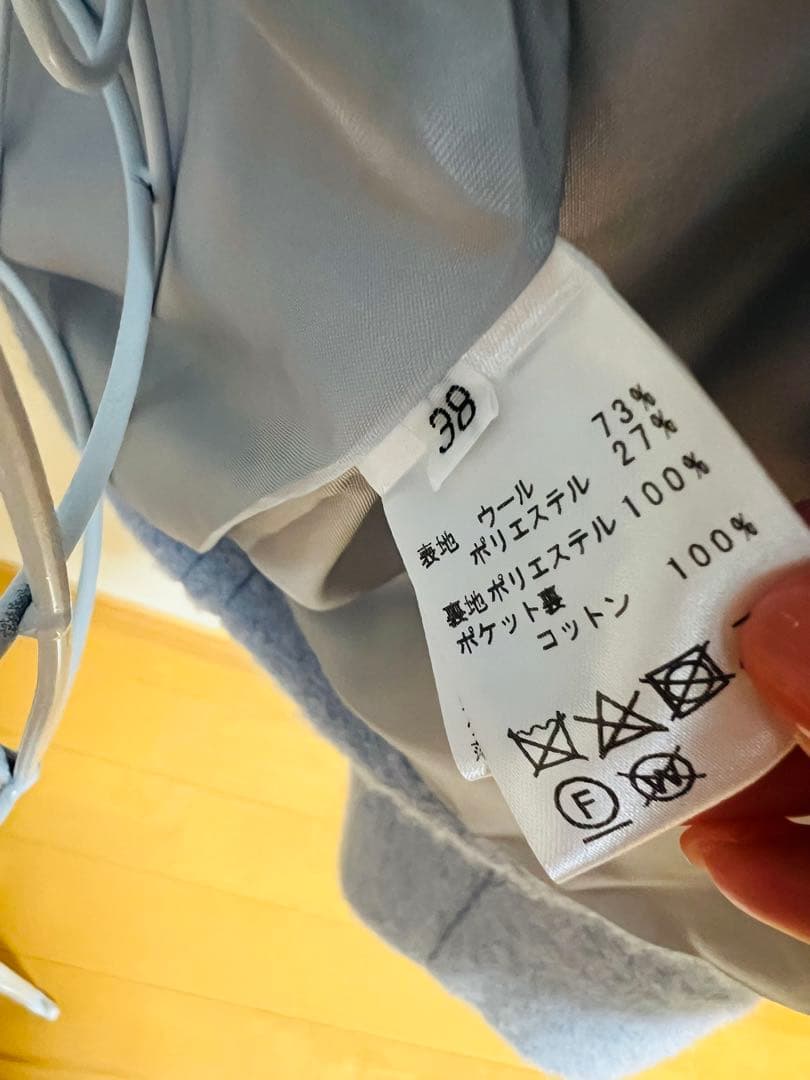 38
表地 ウール 73%
ポリエステル 27%
裏地 ポリエステル 100%
ポケット裏
コットン 100%
F
W